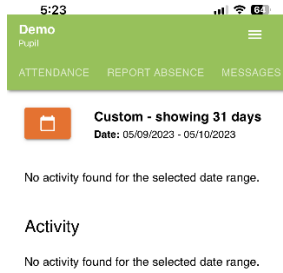 5:23
64
Demo
Pupil
ATTENDANCE REPORT ABSENCE MESSAGES
Custom - showing 31 days
Date: 05/09/2023 - 05/10/2023
No activity found for the selected date range.
Activity
No activity found for the selected date range.